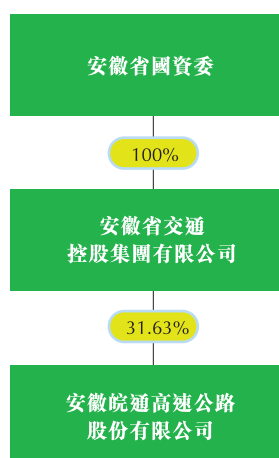 安徽省國資委
100%
安徽省交通
控股集團有限公司
31.63%
安徽皖通高速公路
股份有限公司